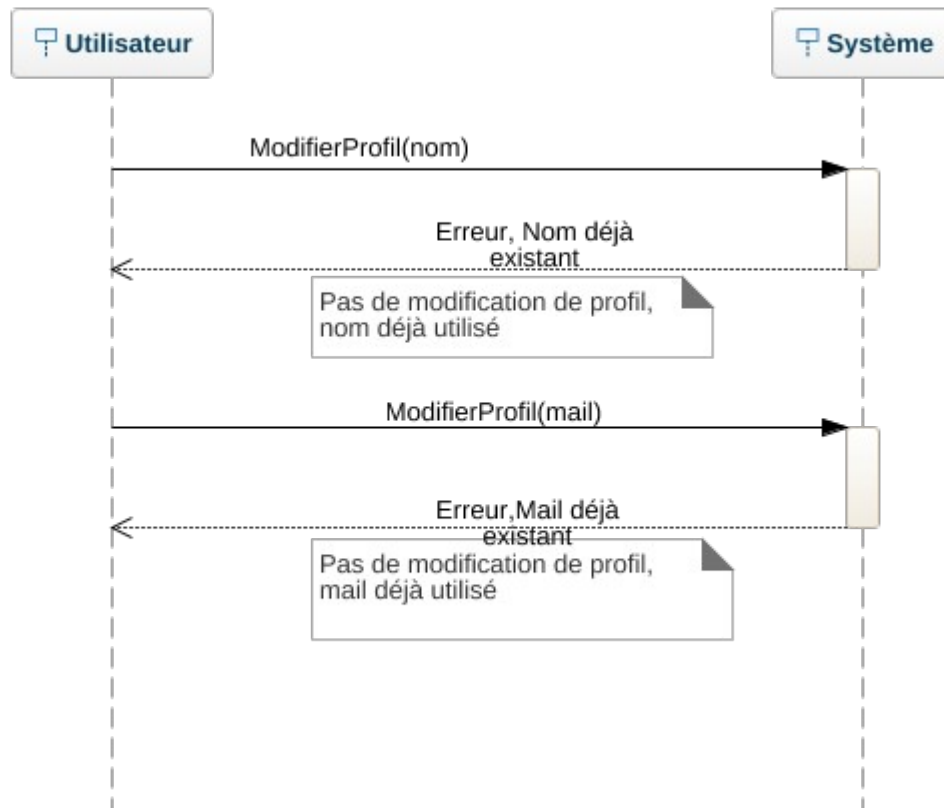 Utilisateur
Système
ModifierProfil(nom)
Erreur, Nom déjà
existant
Pas de modification de profil,
nom déjà utilisé
ModifierProfil(mail)
Erreur,Mail déjà
existant
Pas de modification de profil,
mail déjà utilisé